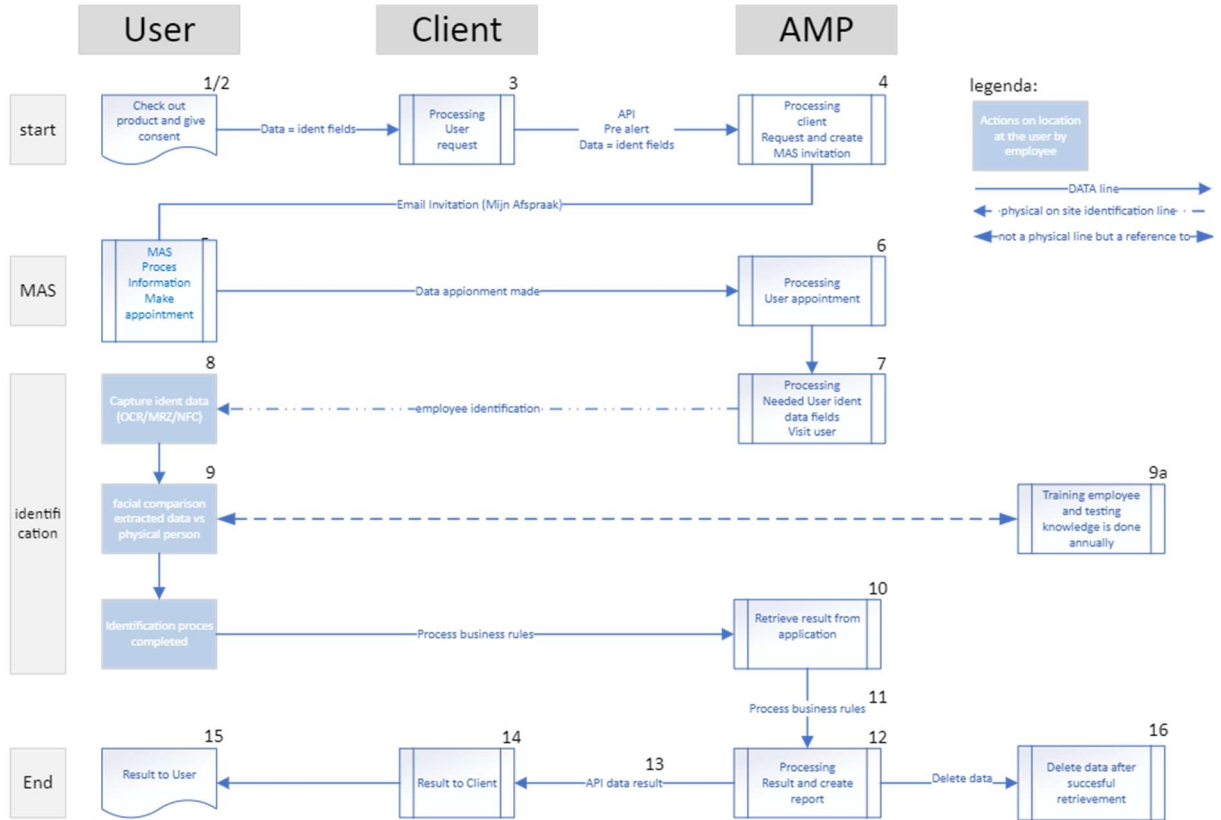 User
Client
AMP
1/2
3
4
legenda:
start
Check out
product and give
consent
Data = ident fields
Processing
User
request
API
Pre alert
Data = ident fields
Processing
client
Request and create
MAS invitation
Actions on location
at the user by
employee
DATA line
physical on site identification line
not a physical line but a reference to
Email Invitation (Mijn Afspraak)
MAS
MAS
Proces
Information
Make
appointment
Data appionment made
6
Processing
User appointment
identifi
cation
8
Capture ident data
(OCR/MRZ/NFC)
employee identification
7
Processing
Needed User ident
data fields
Visit user
9
facial comparison
extracted data vs
physical person
9a
Training employee
and testing
knowledge is done
annually
Identification proces
completed
Process business rules
10
Retrieve result from
application
11
Process business rules
End
15
Result to User
14
Result to Client
13
API data result
12
Processing
Result and create
report
Delete data
16
Delete data after
succesful
retrievement